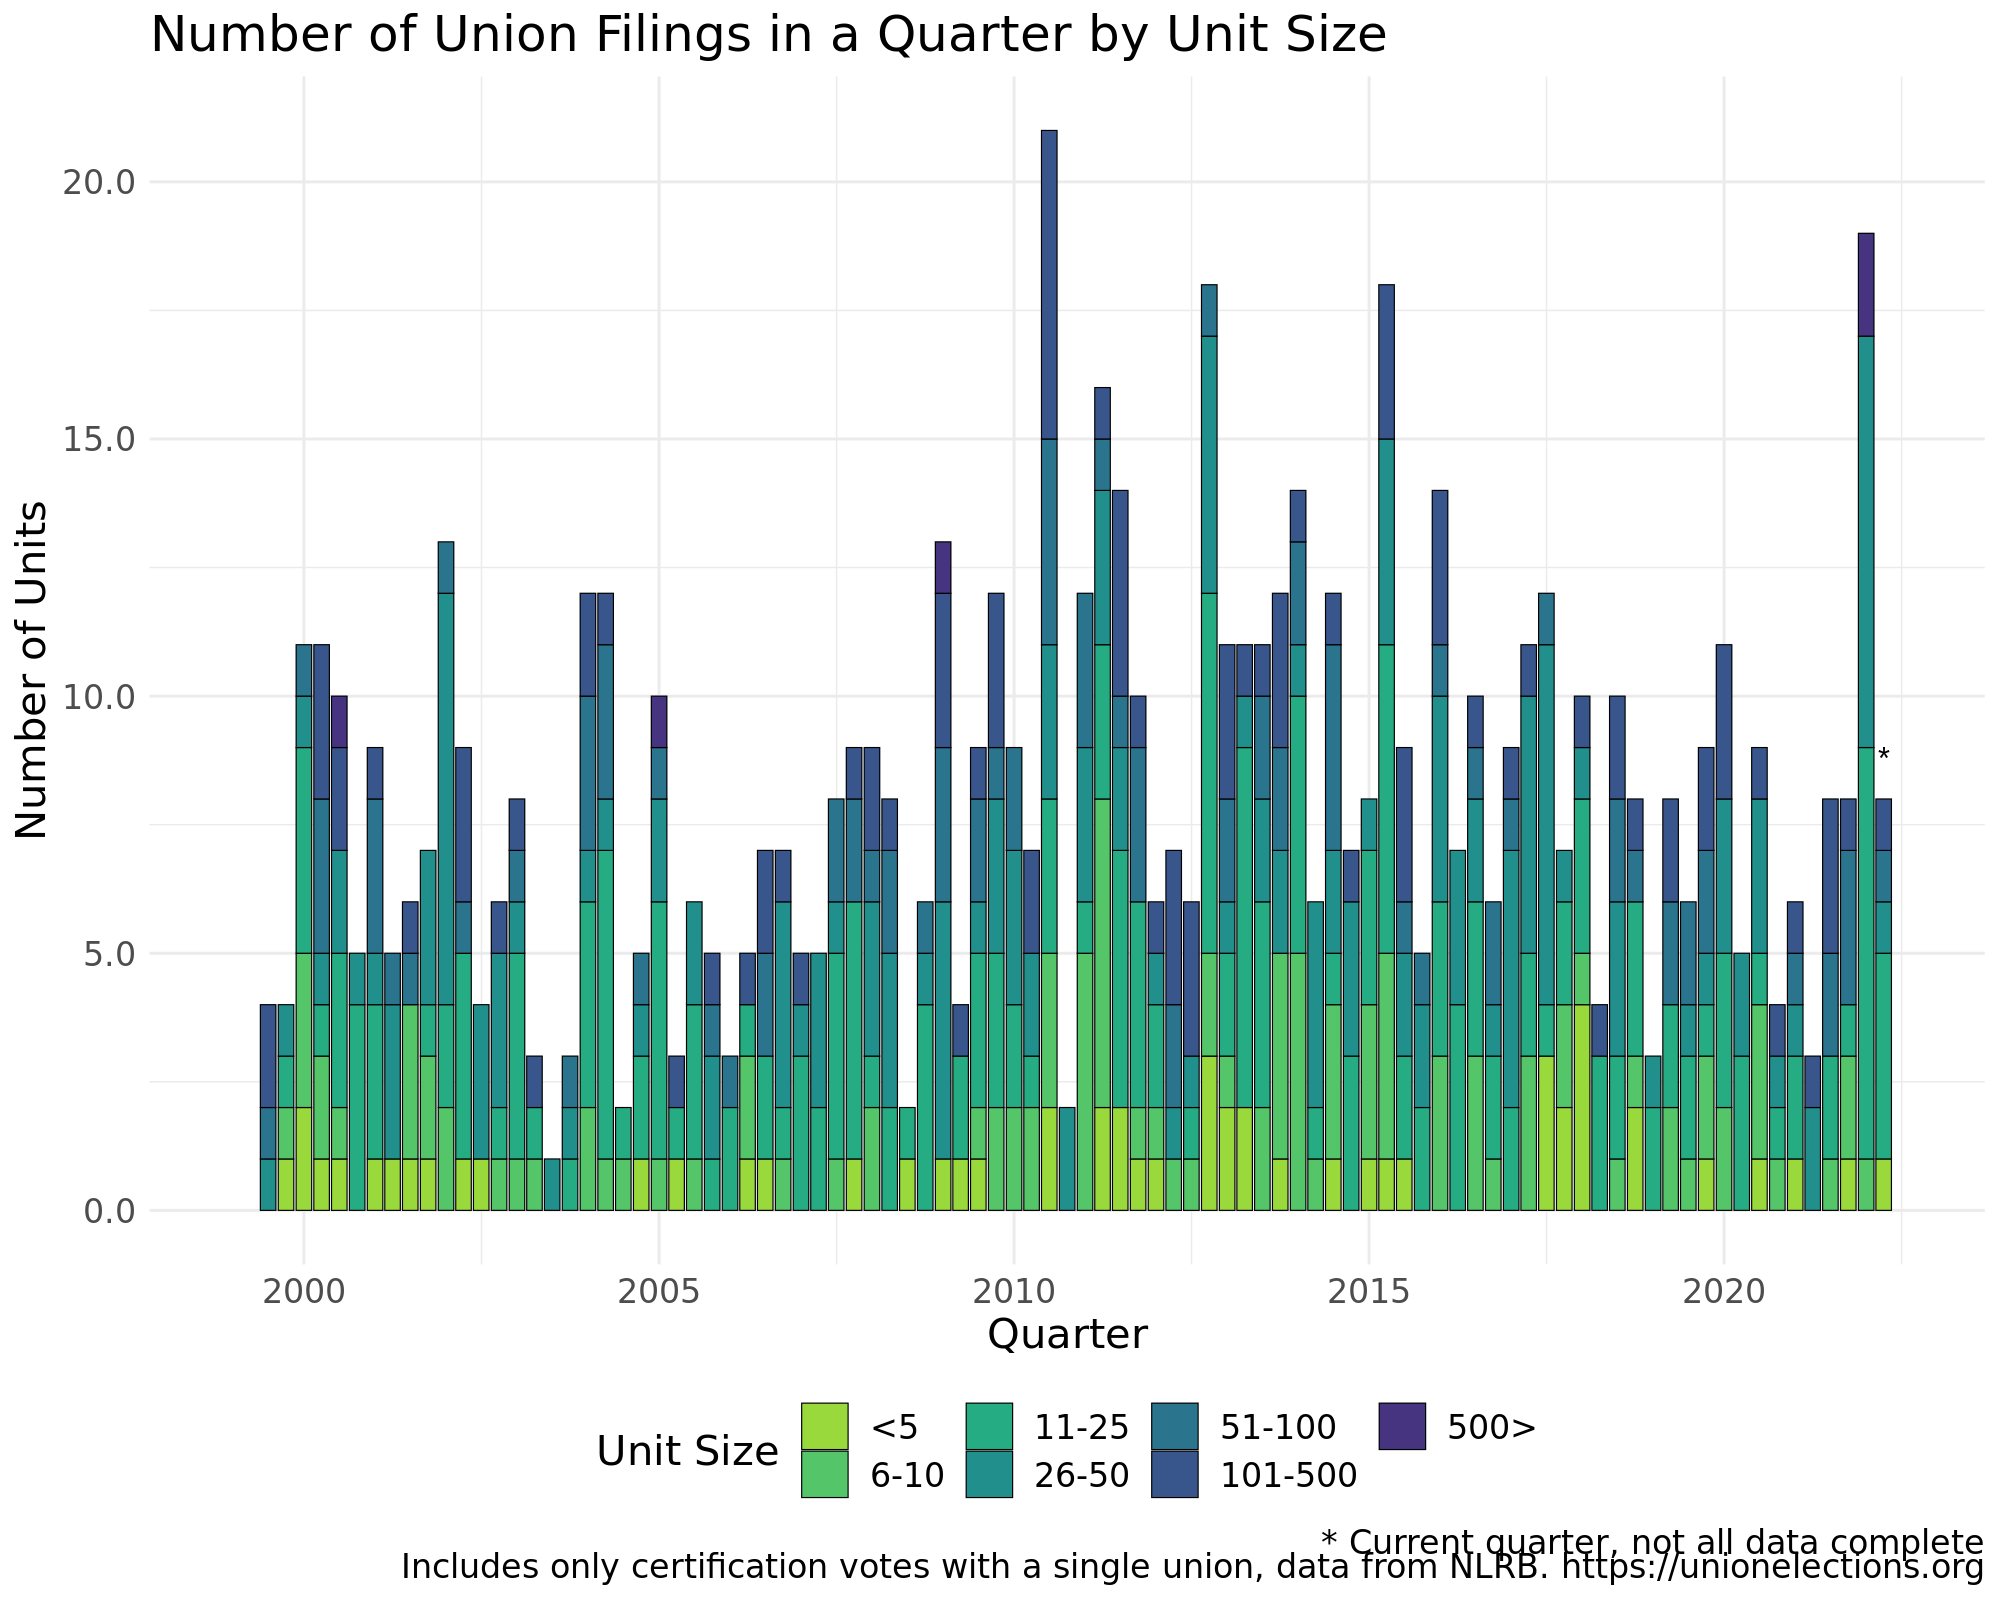 Number of Union Filings in a Quarter by Unit Size
Number of Units
20.0
15.0
10.0
5.0
0.0
*
2000 2005 2010 2015 2020
Quarter
Unit Size
<5 11-25 51-100 500>
6-10 26-50 101-500
* Current quarter, not all data complete
Includes only certification votes with a single union, data from NLRB. https://unionelections.org